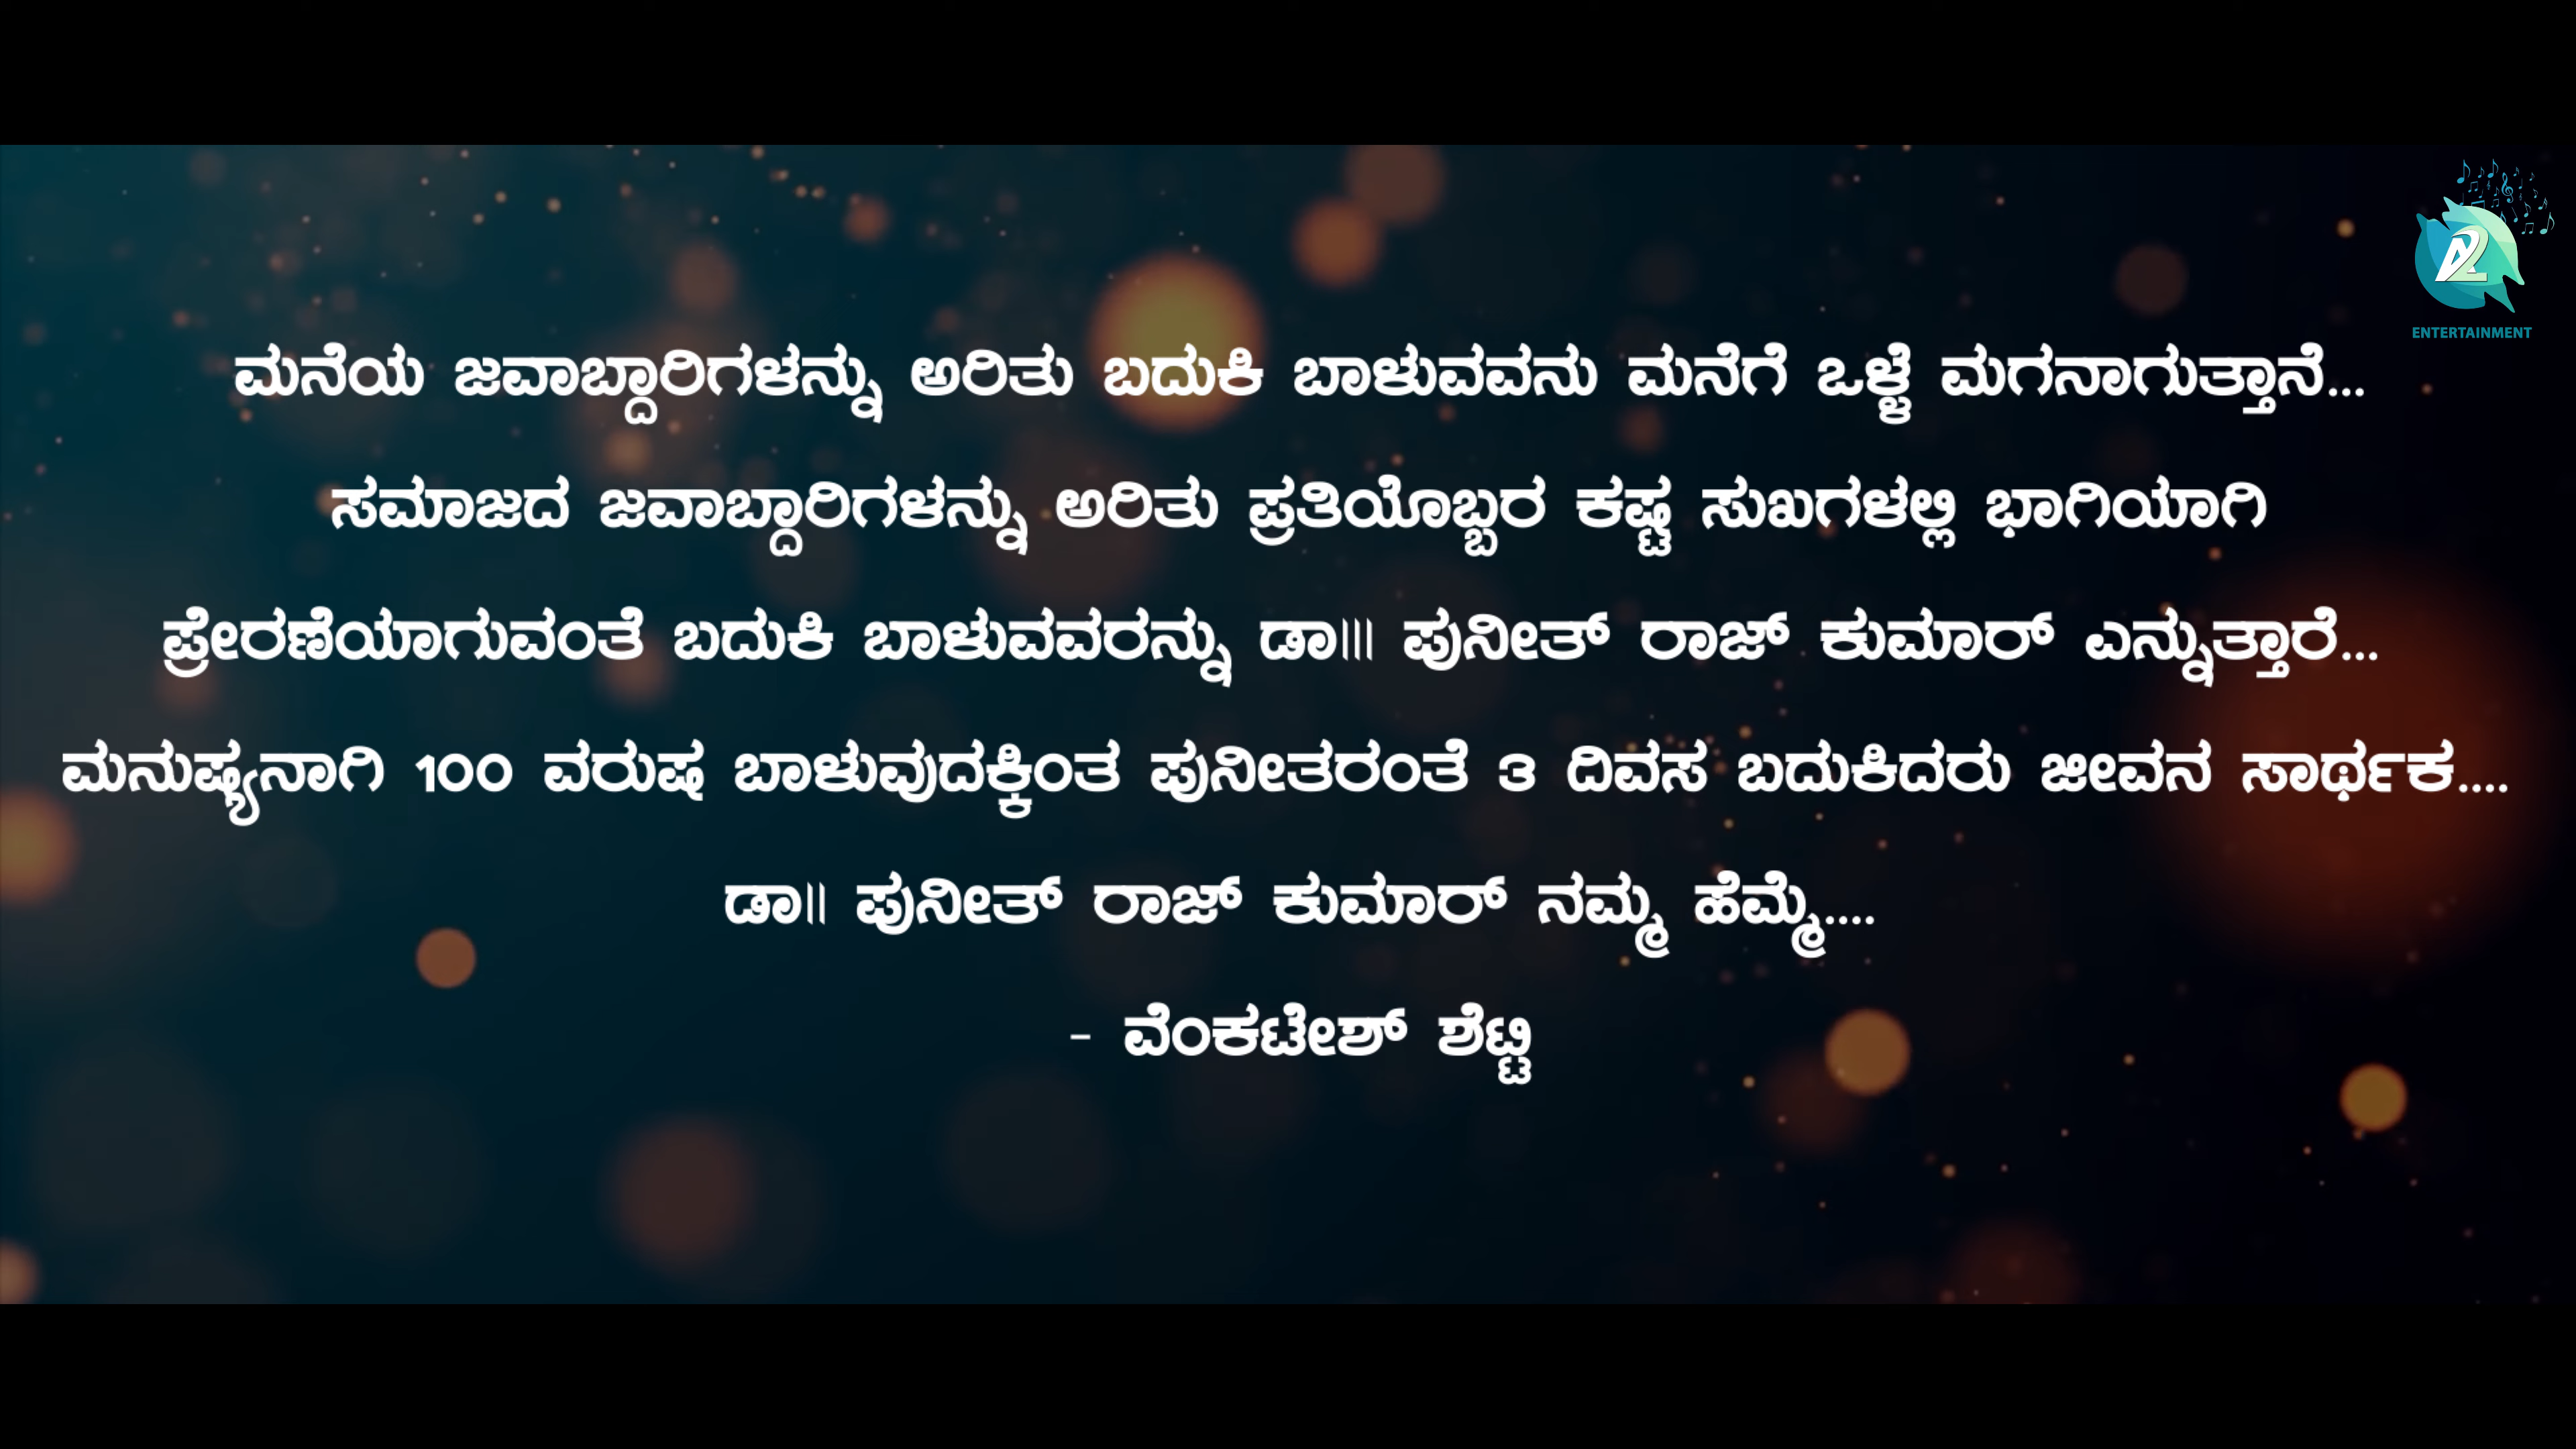 A2
ENTERTAINMENT
ಮನೆಯ ಜವಾಬ್ದಾರಿಗಳನ್ನು ಅರಿತು ಬದುಕಿ ಬಾಳುವವನು ಮನೆಗೆ ಒಳ್ಳೆ ಮಗನಾಗುತ್ತಾನೆ...
ಸಮಾಜದ ಜವಾಬ್ದಾರಿಗಳನ್ನು ಅರಿತು ಪ್ರತಿಯೊಬ್ಬರ ಕಷ್ಟ ಸುಖಗಳಲ್ಲಿ ಭಾಗಿಯಾಗಿ
ಪ್ರೇರಣೆಯಾಗುವಂತೆ ಬದುಕಿ ಬಾಳುವವರನ್ನು ಡಾ||| ಪುನೀತ್ ರಾಜ್ ಕುಮಾರ್ ಎನ್ನುತ್ತಾರೆ...
ಮನುಷ್ಯನಾಗಿ 100 ವರುಷ ಬಾಳುವುದಕ್ಕಿಂತ ಪುನೀತರಂತೆ 3 ದಿವಸ ಬದುಕಿದರು ಜೀವನ ಸಾರ್ಥಕ....
ಡಾ|| ಪುನೀತ್ ರಾಜ್ ಕುಮಾರ್ ನಮ್ಮ ಹೆಮ್ಮೆ....
- ವೆಂಕಟೇಶ್ ಶೆಟ್ಟಿ